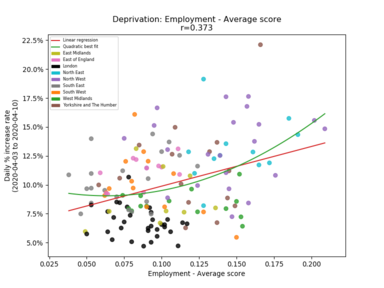 Deprivation: Employment - Average score
r=0.373
Daily % increase rate
(2020-04-03 to 2020-04-10)
22.5%
20.0%
17.5%
15.0%
12.5%
10.0%
7.5%
5.0%
Linear regression
Quadratic best fit
East Midlands
East of England
London
North East
North West
South East
South West
West Midlands
Yorkshire and The Humber
0.025 0.050 0.075 0.100 0.125 0.150 0.175 0.200
Employment - Average score